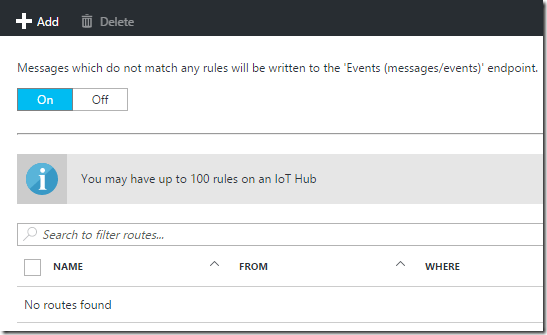 Add Delete
Messages which do not match any rules will be written to the 'Events (messages/events)' endpoint.
On Off
You may have up to 100 rules on an IoT Hub
Search to filter routes...
NAME FROM WHERE
No routes found